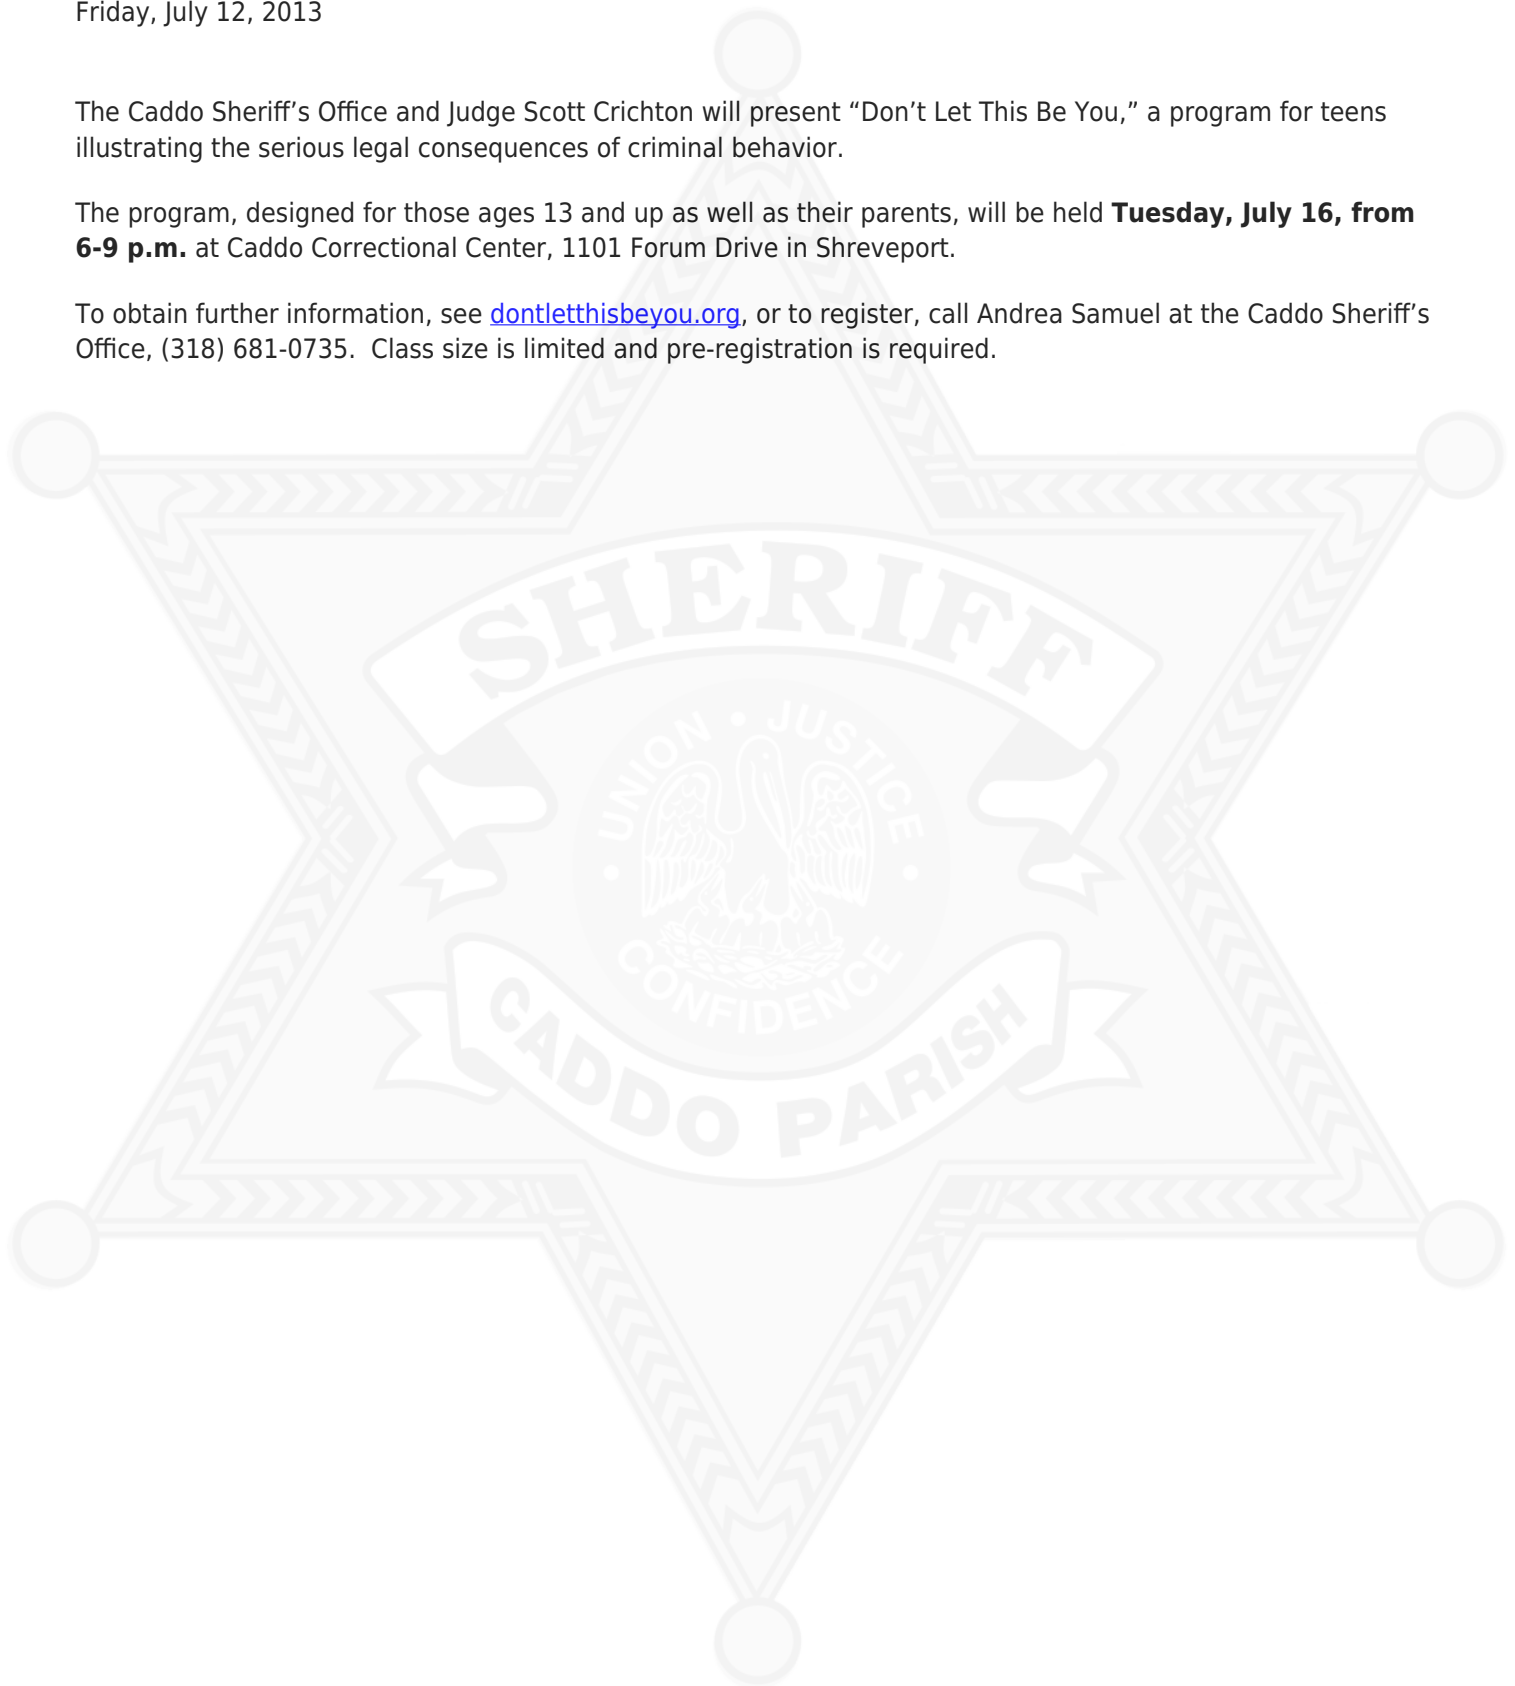 Friday, July 12, 2013
The Caddo Sheriff’s Office and Judge Scott Crichton will present “Don’t Let This Be You,” a program for teens
illustrating the serious legal consequences of criminal behavior.
The program, designed for those ages 13 and up as well as their parents, will be held Tuesday, July 16, from
6-9 p.m. at Caddo Correctional Center, 1101 Forum Drive in Shreveport.
To obtain further information, see dontletthisbeyou.org, or to register, call Andrea Samuel at the Caddo Sheriff’s
Office, (318) 681-0735.  Class size is limited and pre-registration is required.
SHERIFF
UNION • JUSTICE
• CONFIDENCE •
CADDO PARISH